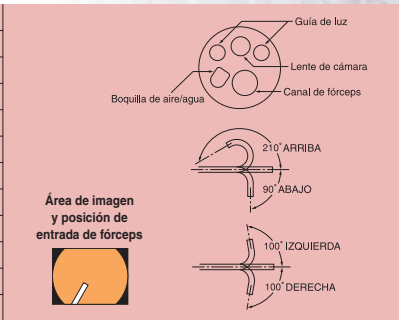 Guía de luz
Lente de cámara
Boquilla de aire/agua
Canal de fórceps
210° ARRIBA
90° ABAJO
Área de imagen
y posición de
entrada de fórceps
100° IZQUIERDA
100° DERECHA